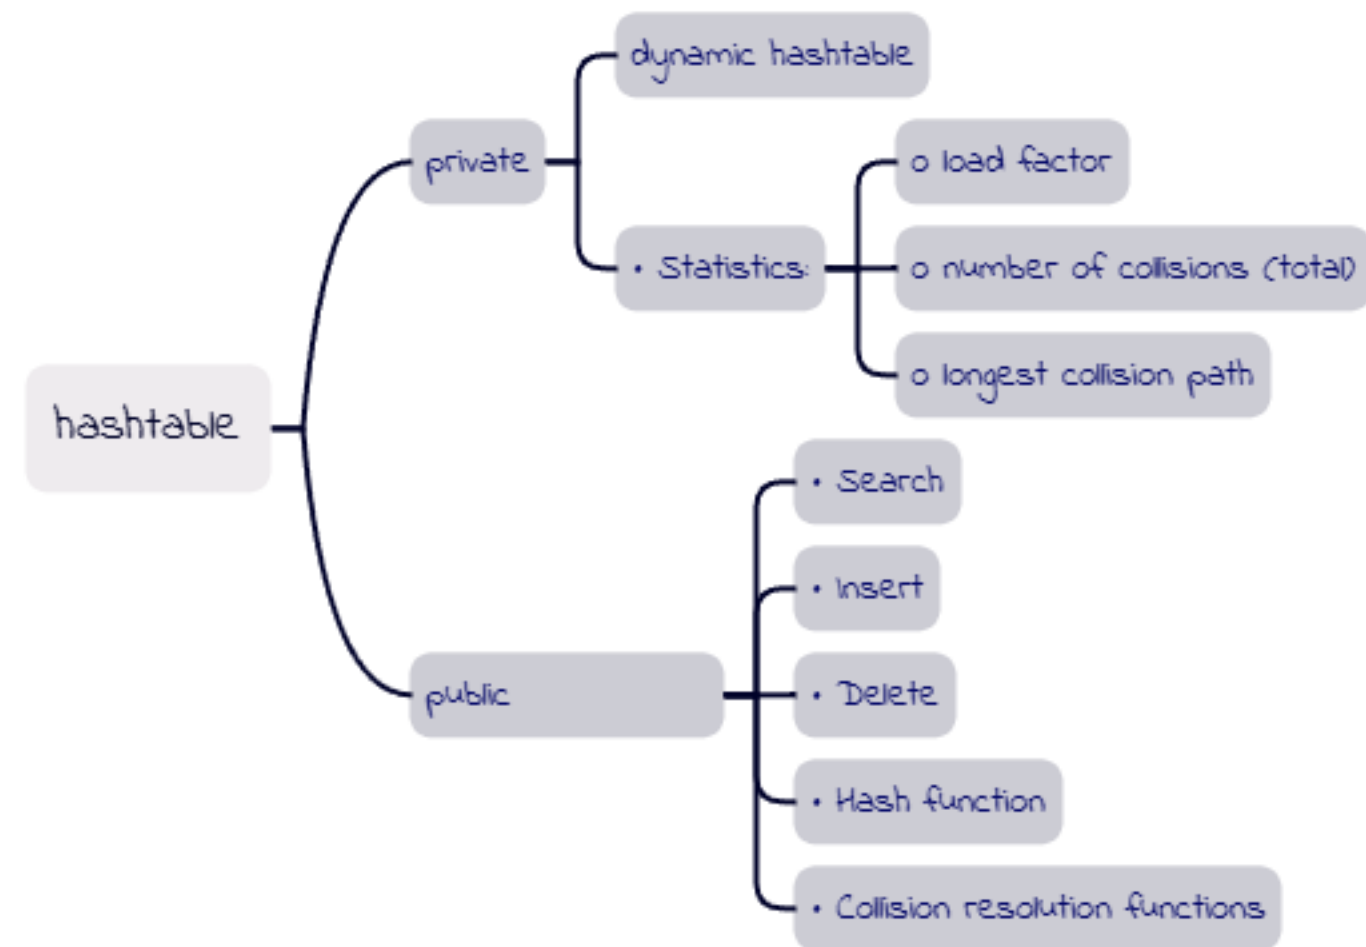 dynamic hashtable
private
o load factor
• Statistics:
o number of collisions (total)
o longest collision path
hashtable
• Search
• Insert
public
• Delete
• Hash function
• Collision resolution functions